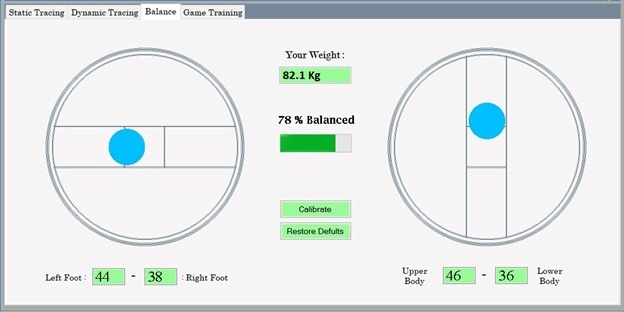 Static Tracing Dynamic Tracing Balance Game Training
Your Weight :
82.1 Kg
78 % Balanced
Calibrate
Restore Defults
Left Foot : 44 - 38 : Right Foot
Upper Body 46 - 36 Lower Body